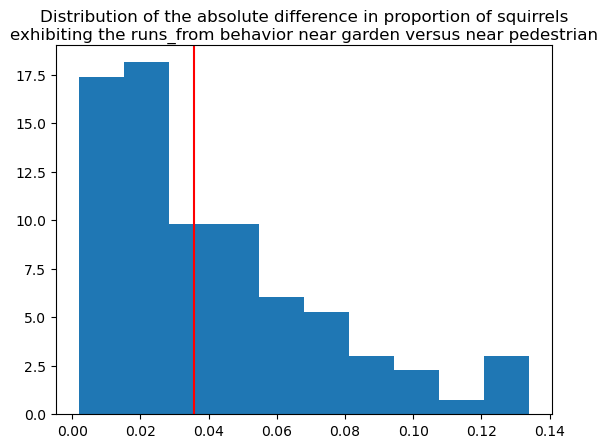 Distribution of the absolute difference in proportion of squirrels
exhibiting the runs_from behavior near garden versus near pedestrian
17.5
15.0
12.5
10.0
7.5
5.0
2.5
0.0
0.00 0.02 0.04 0.06 0.08 0.10 0.12 0.14